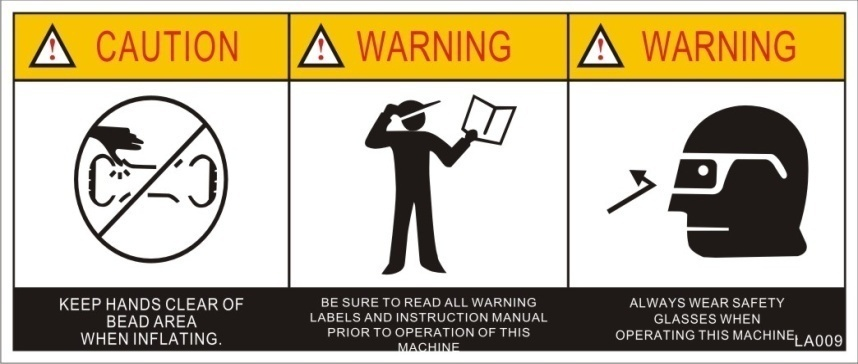 CAUTION
KEEP HANDS CLEAR OF
BEAD AREA
WHEN INFLATING.
WARNING
BE SURE TO READ ALL WARNING
LABELS AND INSTRUCTION MANUAL
PRIOR TO OPERATION OF THIS
MACHINE
WARNING
ALWAYS WEAR SAFETY
GLASSES WHEN
OPERATING THIS MACHINE.
LA009